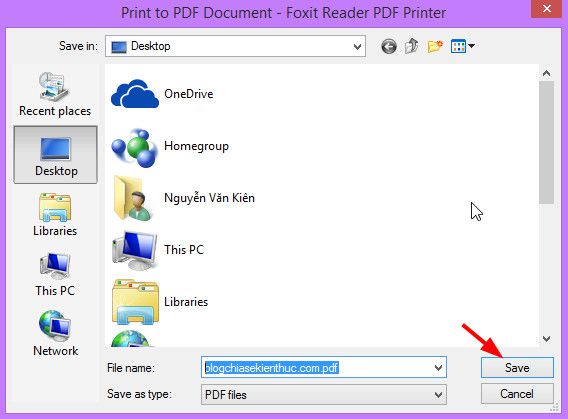 Print to PDF Document - Foxit Reader PDF Printer
Save in:
Desktop
Recent places
Desktop
Libraries
This PC
Network
OneDrive
Homegroup
Nguyễn Văn Kiên
This PC
Libraries
File name:
blogchiasekienthuc.com.pdf
Save
Save as type:
PDF files
Cancel